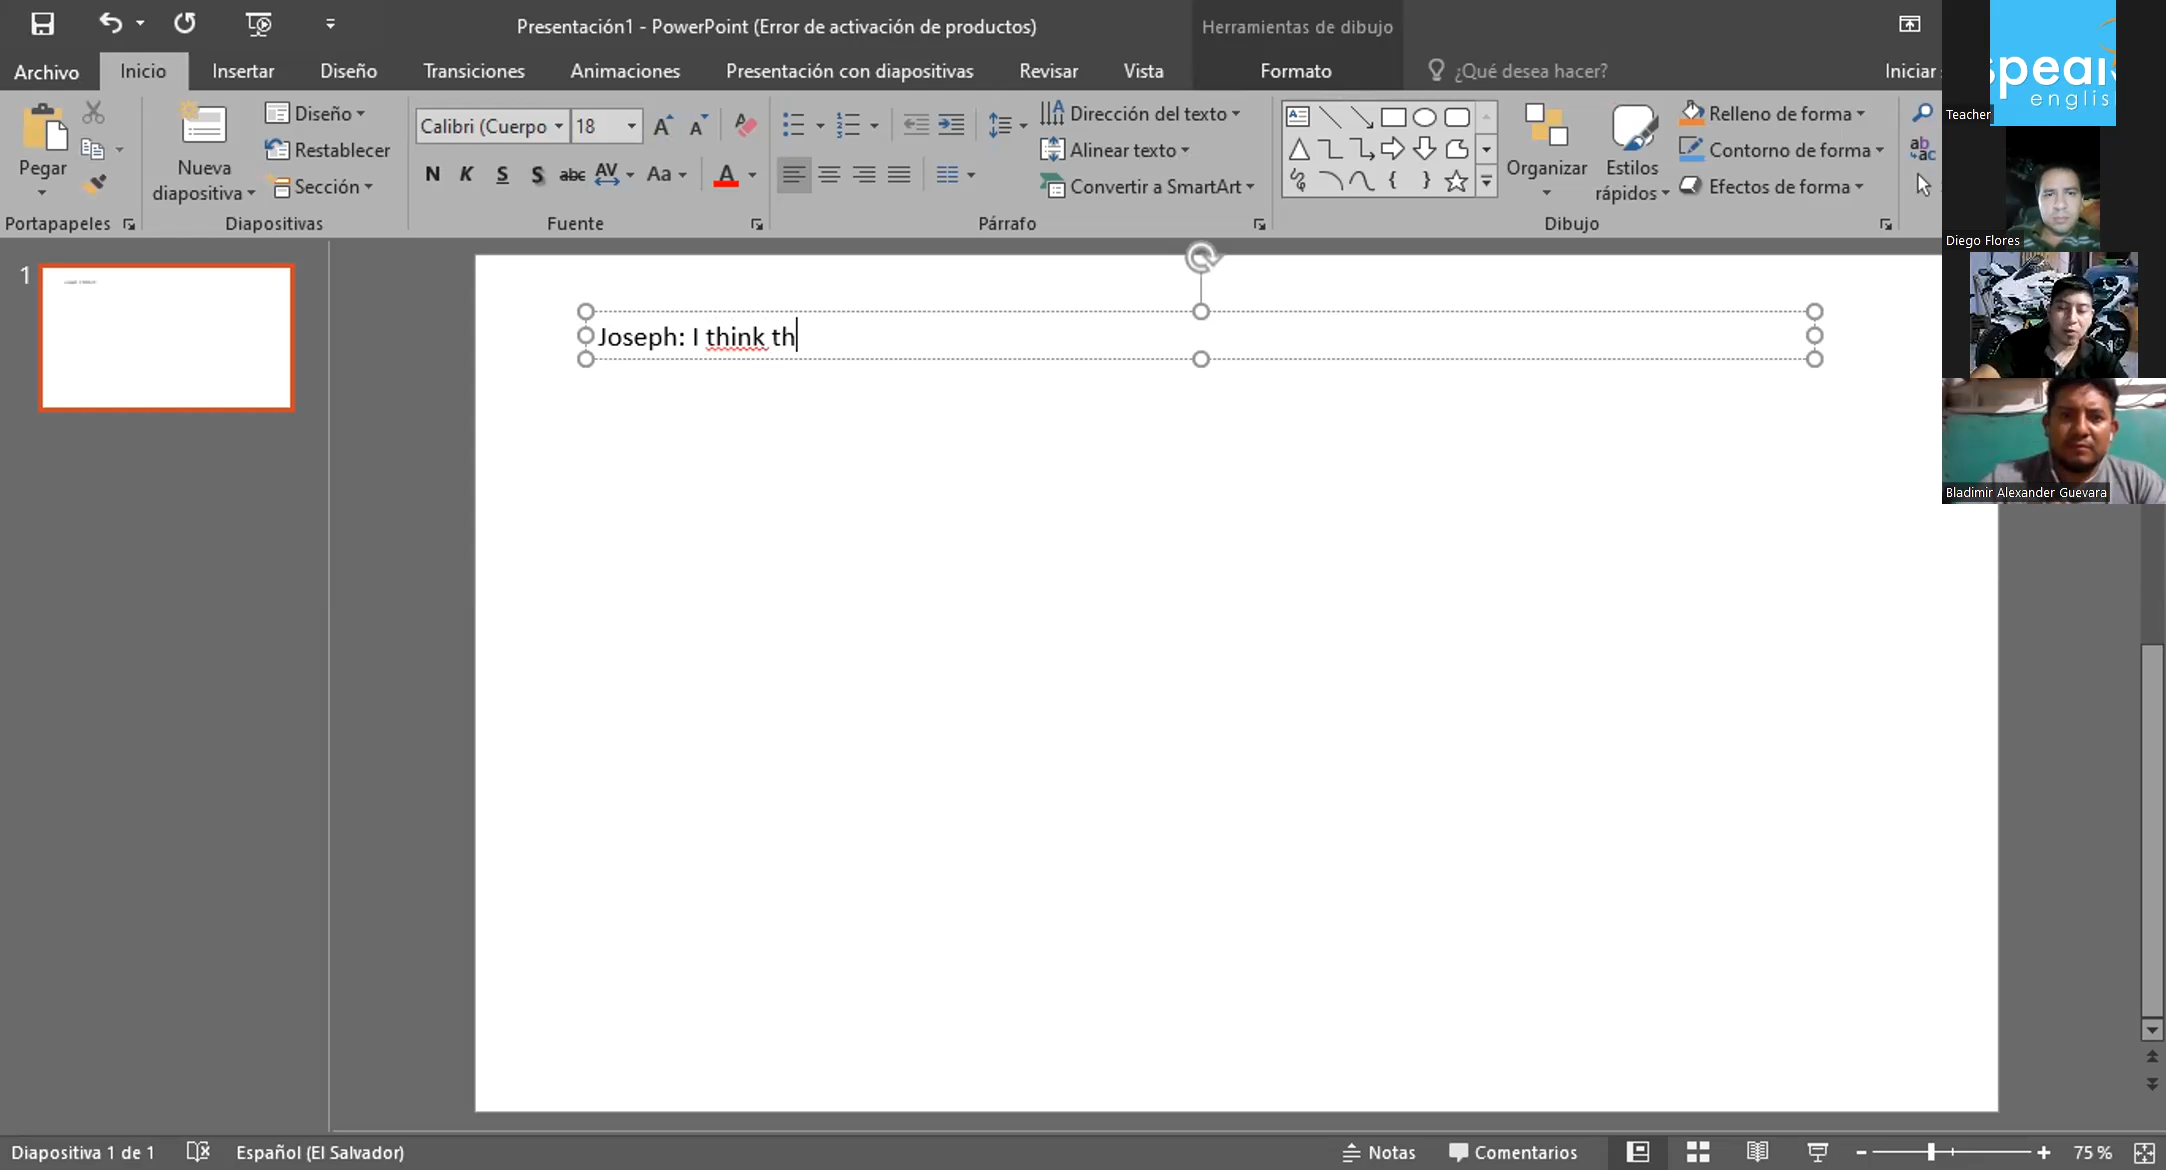 Presentación1 - PowerPoint (Error de activación de productos)
Herramientas de dibujo
Archivo
Inicio
Insertar
Diseño
Transiciones
Animaciones
Presentación con diapositivas
Revisar
Vista
Formato
¿Qué desea hacer?
Iniciar
Pegar
Portapapeles
Nueva
diapositiva
Diseño
Restablecer
Sección
Diapositivas
Calibri (Cuerpo
18
N K S S abc AV Aa A
Fuente
Dirección del texto
Alinear texto
Convertir a SmartArt
Párrafo
Organizar
Estilos
rápidos
Relleno de forma
Contorno de forma
Efectos de forma
Dibujo
1
Joseph: I think th
speak
english
Teacher
Diego Flores
Bladimir Alexander Guevara
Diapositiva 1 de 1
Español (El Salvador)
Notas
Comentarios
75 %